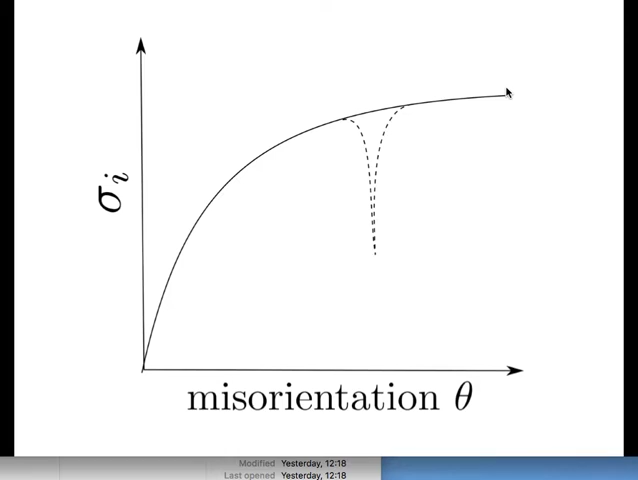 σᵢ
misorientation θ
Modified Yesterday, 12:18
Last opened Yesterday, 12:18